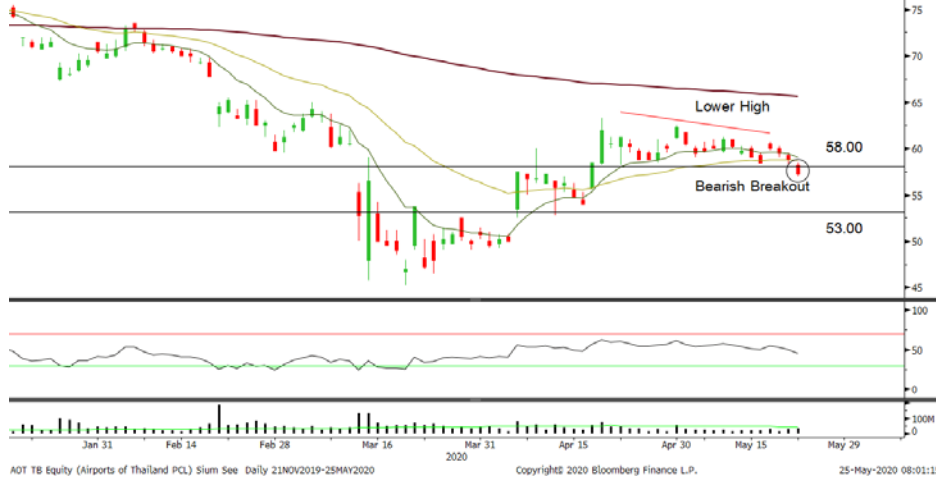 75
70
65
60
55
50
45
Lower High
58.00
Bearish Breakout
53.00
100
50
0
100M
0
Jan 31 Feb 14 Feb 28 Mar 16 Mar 31 Apr 15 Apr 30 May 15 May 29
2020
AOT TB Equity (Airports of Thailand PCL) Sium See Daily 21NOV2019-25MAY2020 Copyright© 2020 Bloomberg Finance L.P. 25-May-2020 08:01:15